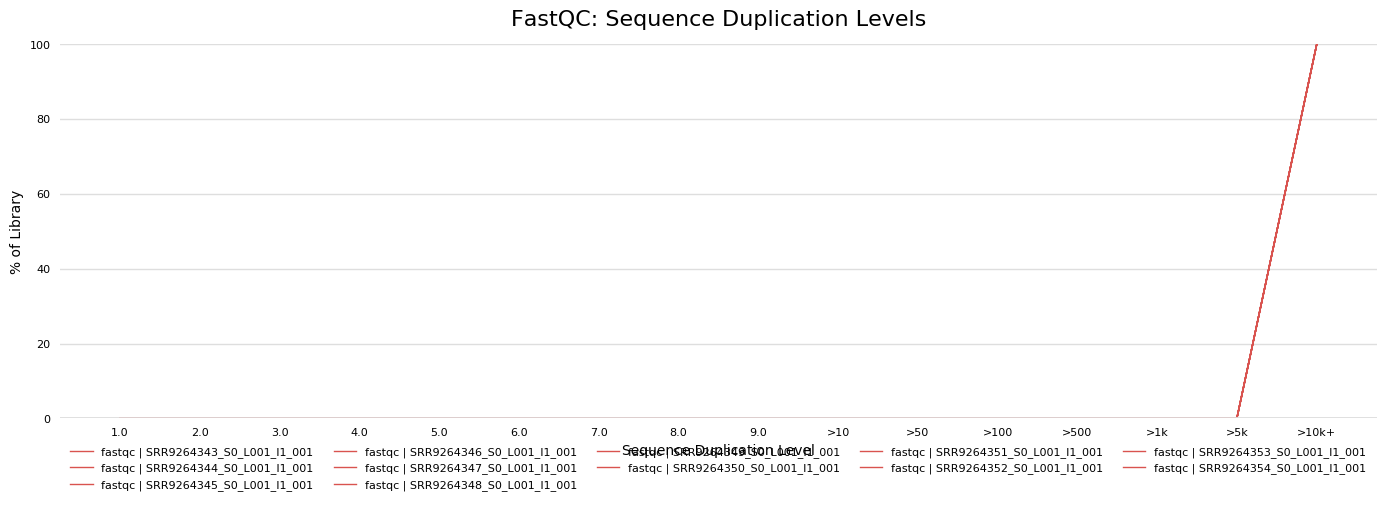 FastQC: Sequence Duplication Levels
% of Library
100
80
60
40
20
0
1.0 2.0 3.0 4.0 5.0 6.0 7.0 8.0 9.0 >10 >50 >100 >500 >1k >5k >10k+
Sequence Duplication Level
fastqc | SRR9264343_S0_L001_I1_001 fastqc | SRR9264346_S0_L001_I1_001 fastqc | SRR9264349_S0_L001_I1_001 fastqc | SRR9264351_S0_L001_I1_001 fastqc | SRR9264353_S0_L001_I1_001
fastqc | SRR9264344_S0_L001_I1_001 fastqc | SRR9264347_S0_L001_I1_001 fastqc | SRR9264350_S0_L001_I1_001 fastqc | SRR9264352_S0_L001_I1_001 fastqc | SRR9264354_S0_L001_I1_001
fastqc | SRR9264345_S0_L001_I1_001 fastqc | SRR9264348_S0_L001_I1_001